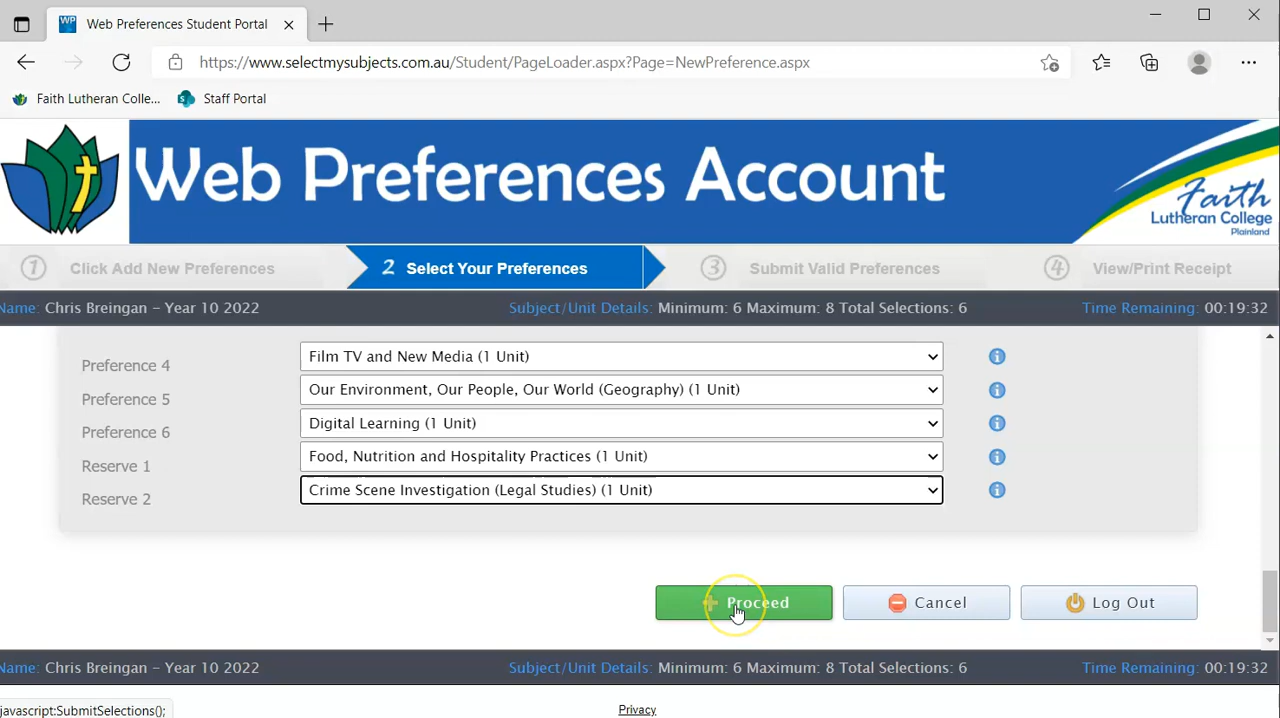 WP Web Preferences Student Portal
https://www.selectmysubjects.com.au/Student/PageLoader.aspx?Page=NewPreference.aspx
Faith Lutheran Colle... Staff Portal
Web Preferences Account
Faith
Lutheran College
Plainland
1 Click Add New Preferences 2 Select Your Preferences 3 Submit Valid Preferences 4 View/Print Receipt
Name: Chris Breingan - Year 10 2022 Subject/Unit Details: Minimum: 6 Maximum: 8 Total Selections: 6 Time Remaining: 00:19:32
Preference 4 Film TV and New Media (1 Unit)
Preference 5 Our Environment, Our People, Our World (Geography) (1 Unit)
Preference 6 Digital Learning (1 Unit)
Reserve 1 Food, Nutrition and Hospitality Practices (1 Unit)
Reserve 2 Crime Scene Investigation (Legal Studies) (1 Unit)
Proceed Cancel Log Out
Name: Chris Breingan - Year 10 2022 Subject/Unit Details: Minimum: 6 Maximum: 8 Total Selections: 6 Time Remaining: 00:19:32
javascript:SubmitSelections(); Privacy